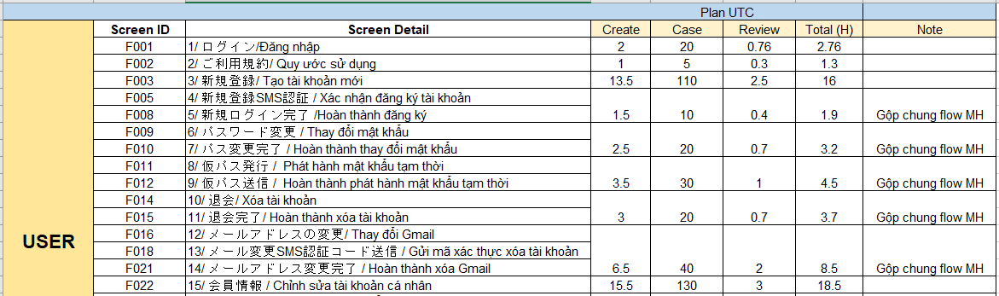 Plan UTC
Screen ID Screen Detail Create Case Review Total (H) Note
F001 1/ ログイン/Đăng nhập 2 20 0.76 2.76
F002 2/ ご利用規約/ Quy ước sử dụng 1 5 0.3 1.3
F003 3/ 新規登録/ Tạo tài khoản mới 13.5 110 2.5 16
F005 4/ 新規登録SMS認証 / Xác nhận đăng ký tài khoản
F008 5/ 新規ログイン完了 /Hoàn thành đăng ký 1.5 10 0.4 1.9 Gộp chung flow MH
F009 6/ パスワード変更 / Thay đổi mật khẩu
F010 7/ パス変更完了 / Hoàn thành thay đổi mật khẩu 2.5 20 0.7 3.2 Gộp chung flow MH
F011 8/ 仮パス発行 / Phát hành mật khẩu tạm thời
F012 9/ 仮パス送信 / Hoàn thành phát hành mật khẩu tạm thời 3.5 30 1 4.5 Gộp chung flow MH
F014 10/ 退会/ Xóa tài khoản
F015 11/ 退会完了/ Hoàn thành xóa tài khoản 3 20 0.7 3.7 Gộp chung flow MH
F016 12/ メールアドレスの変更/ Thay đổi Gmail
USER
F018 13/ メール変更SMS認証コード送信 / Gửi mã xác thực xóa tài khoản
F021 14/ メールアドレス変更完了 / Hoàn thành xóa Gmail 6.5 40 2 8.5 Gộp chung flow MH
F022 15/ 会員情報 / Chỉnh sửa tài khoản cá nhân 15.5 130 3 18.5